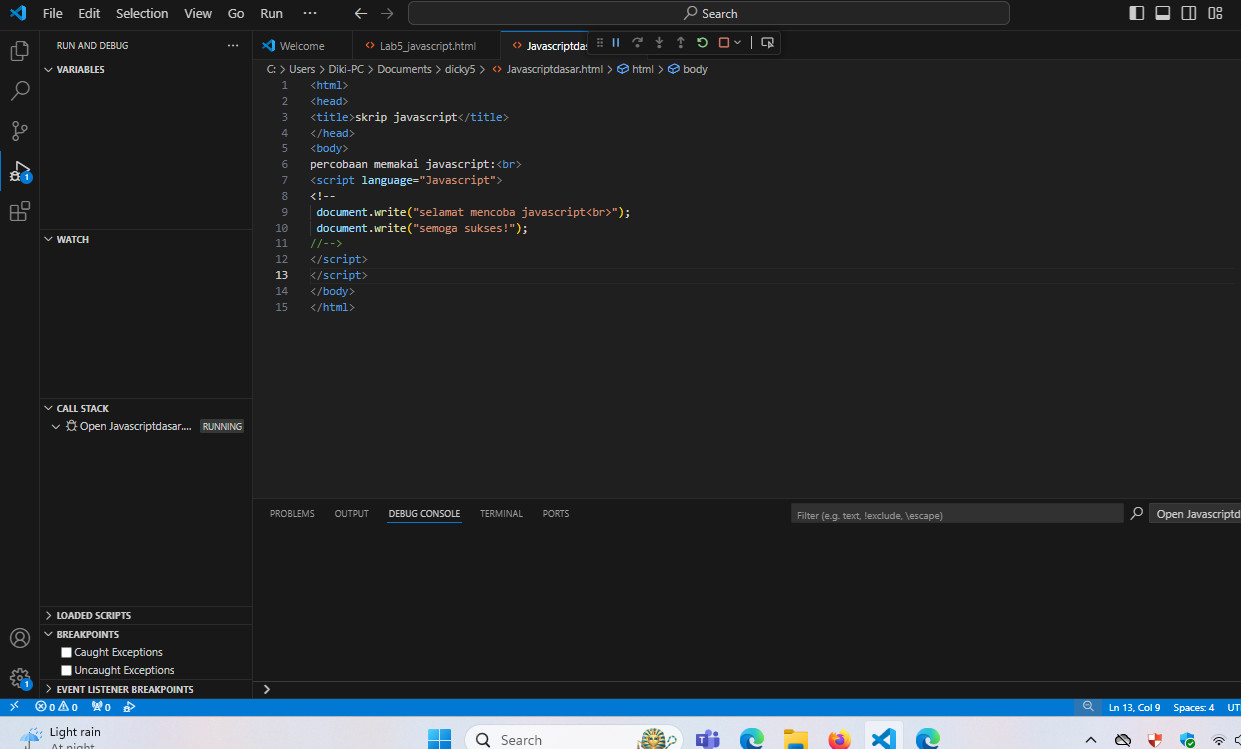 File Edit Selection View Go Run ··· Search
RUN AND DEBUG ···
VARIABLES
WATCH
CALL STACK
Open Javascriptdasar.... RUNNING
LOADED SCRIPTS
BREAKPOINTS
Caught Exceptions
Uncaught Exceptions
EVENT LISTENER BREAKPOINTS
Welcome Lab5_javascript.html Javascriptdas
C: > Users > Diki-PC > Documents > dicky5 > Javascriptdasar.html > html > body
1 <html>
2 <head>
3 <title>skrip javascript</title>
4 </head>
5 <body>
6 percobaan memakai javascript:<br>
7 <script language="Javascript">
8 <!--
9 document.write("selamat mencoba javascript<br>");
10 document.write("semoga sukses!");
11 //-->
12 </script>
13 </script>
14 </body>
15 </html>
PROBLEMS OUTPUT DEBUG CONSOLE TERMINAL PORTS Filter (e.g. text, !exclude, \escape) Open Javascriptd
1
1
0 0 0 Ln 13, Col 9 Spaces: 4 UT
Light rain
At night
Search